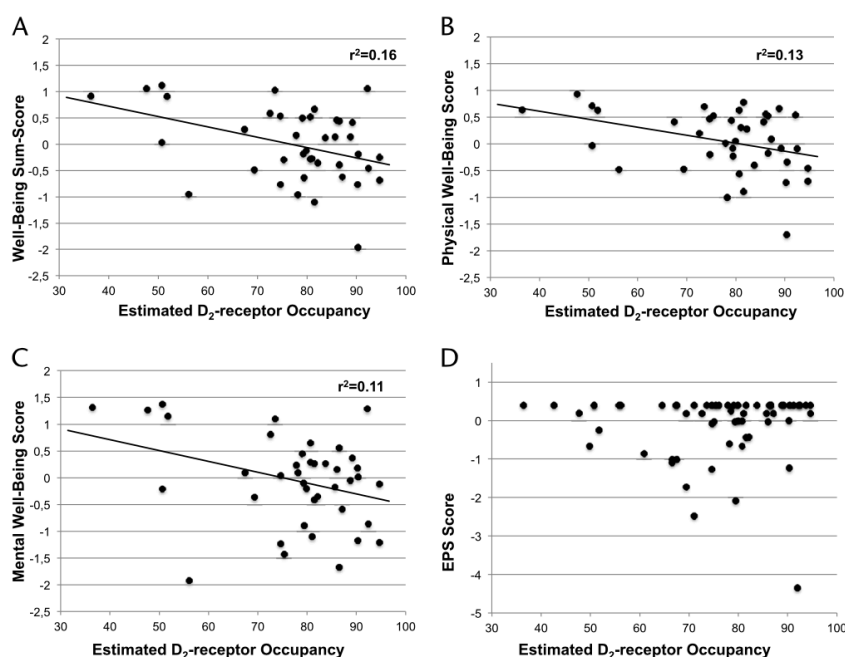 A
r²=0.16
Well-Being Sum-Score
1,5
1
0,5
0
-0,5
-1
-1,5
-2
-2,5
30 40 50 60 70 80 90 100
Estimated D₂-receptor Occupancy
B
r²=0.13
Physical Well-Being Score
1,5
1
0,5
0
-0,5
-1
-1,5
-2
-2,5
30 40 50 60 70 80 90 100
Estimated D₂-receptor Occupancy
C
r²=0.11
Mental Well-Being Score
2
1,5
1
0,5
0
-0,5
-1
-1,5
-2
-2,5
30 40 50 60 70 80 90 100
Estimated D₂-receptor Occupancy
D
EPS Score
1
0
-1
-2
-3
-4
-5
30 40 50 60 70 80 90 100
Estimated D₂-receptor Occupancy